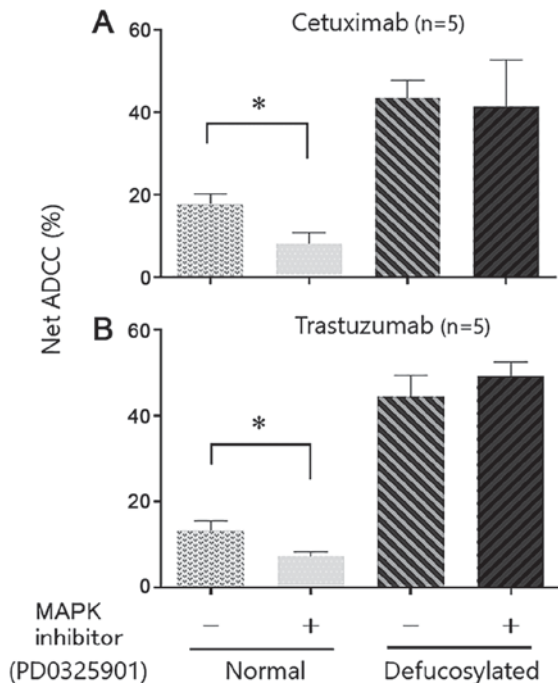 A
Cetuximab (n=5)
60
40
20
0
*
Net ADCC (%)
B
Trastuzumab (n=5)
60
40
20
0
*
MAPK
inhibitor
(PD0325901)
− + − +
Normal Defucosylated